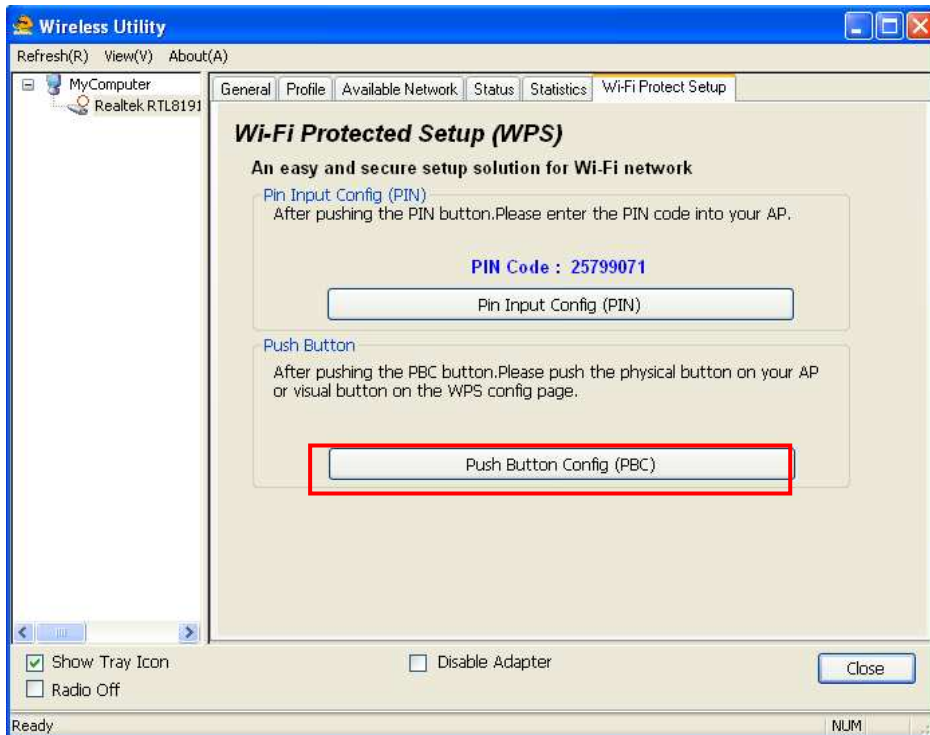 Wireless Utility
Refresh(R) View(V) About(A)
MyComputer
Realtek RTL8191
General Profile Available Network Status Statistics Wi-Fi Protect Setup
Wi-Fi Protected Setup (WPS)
An easy and secure setup solution for Wi-Fi network
Pin Input Config (PIN)
After pushing the PIN button.Please enter the PIN code into your AP.
PIN Code : 25799071
Pin Input Config (PIN)
Push Button
After pushing the PBC button.Please push the physical button on your AP
or visual button on the WPS config page.
Push Button Config (PBC)
Show Tray Icon
Radio Off
Disable Adapter
Close
Ready
NUM